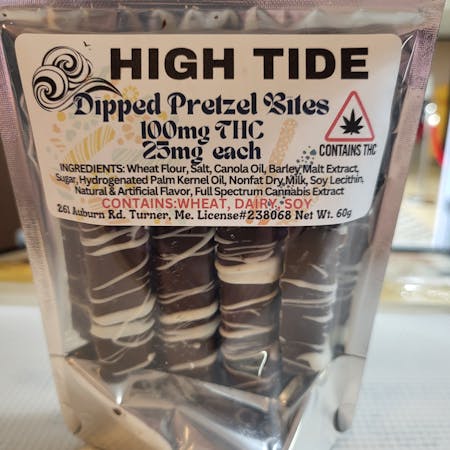 HIGH TIDE
Dipped Pretzel Bites
100mg THC
25mg each
CONTAINS THC
INGREDIENTS: Wheat Flour, Salt, Canola Oil, Barley Malt Extract,
Sugar, Hydrogenated Palm Kernel Oil, Nonfat Dry Milk, Soy Lecithin,
Natural & Artificial Flavor, Full Spectrum Cannabis Extract
CONTAINS:WHEAT, DAIRY, SOY
261 Auburn Rd. Turner, Me. License#238068 Net Wt. 60g